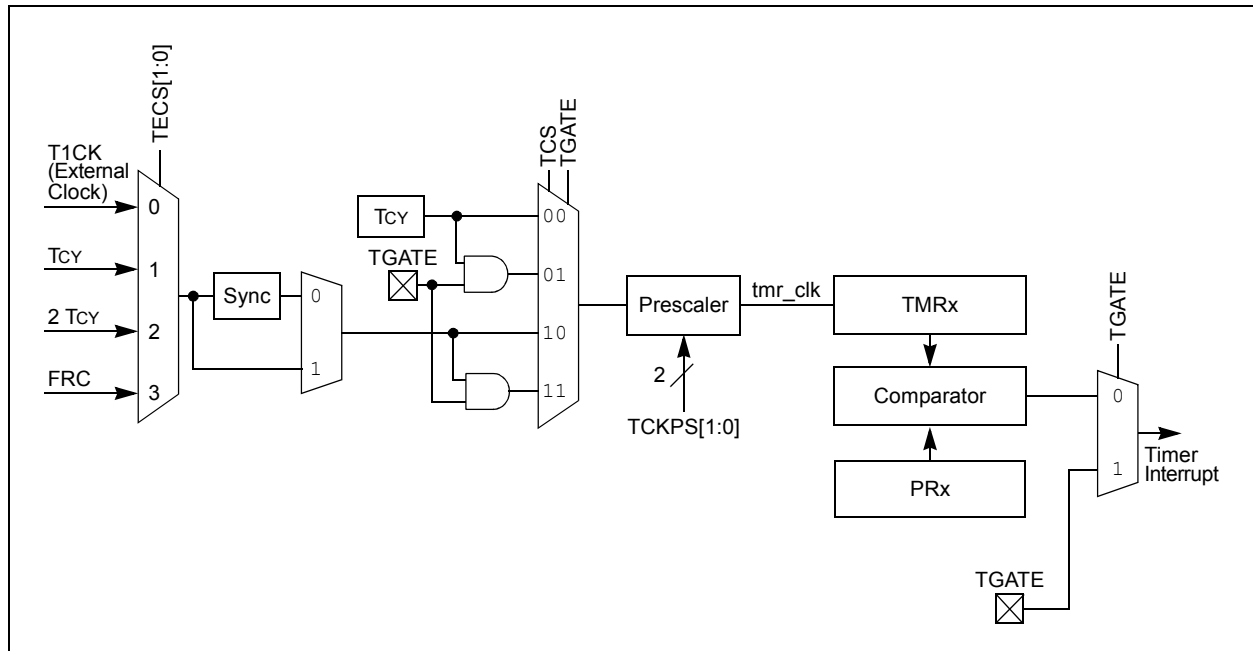 TECS[1:0]
T1CK
(External
Clock)
0
TCY
1
2 TCY
2
FRC
3
Sync
0
1
TCS
TGATE
TCY
TGATE
00
01
10
11
Prescaler
2
TCKPS[1:0]
tmr_clk
TMRx
Comparator
PRx
TGATE
0
1
Timer
Interrupt
TGATE